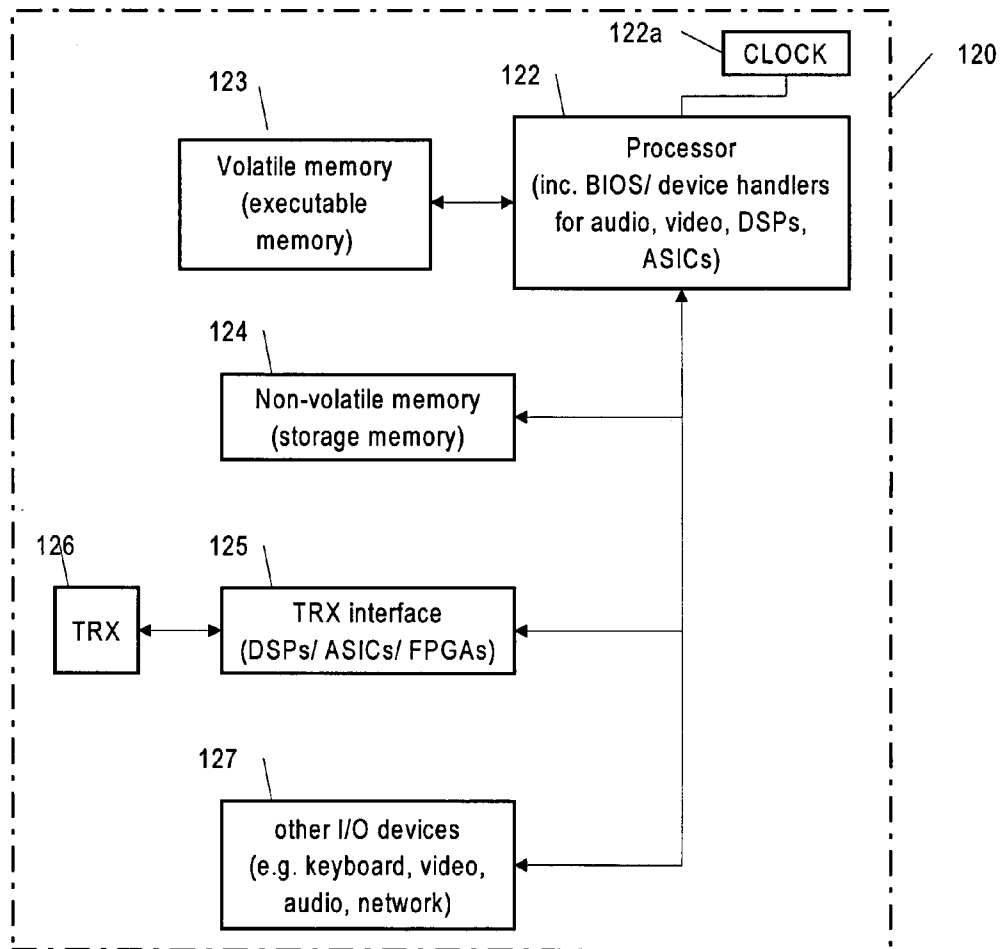 122a
CLOCK
120
123
122
Volatile memory
(executable
memory)
Processor
(inc. BIOS/ device handlers
for audio, video, DSPs,
ASICs)
124
Non-volatile memory
(storage memory)
126
125
TRX
TRX interface
(DSPs/ ASICs/ FPGAs)
127
other I/O devices
(e.g. keyboard, video,
audio, network)